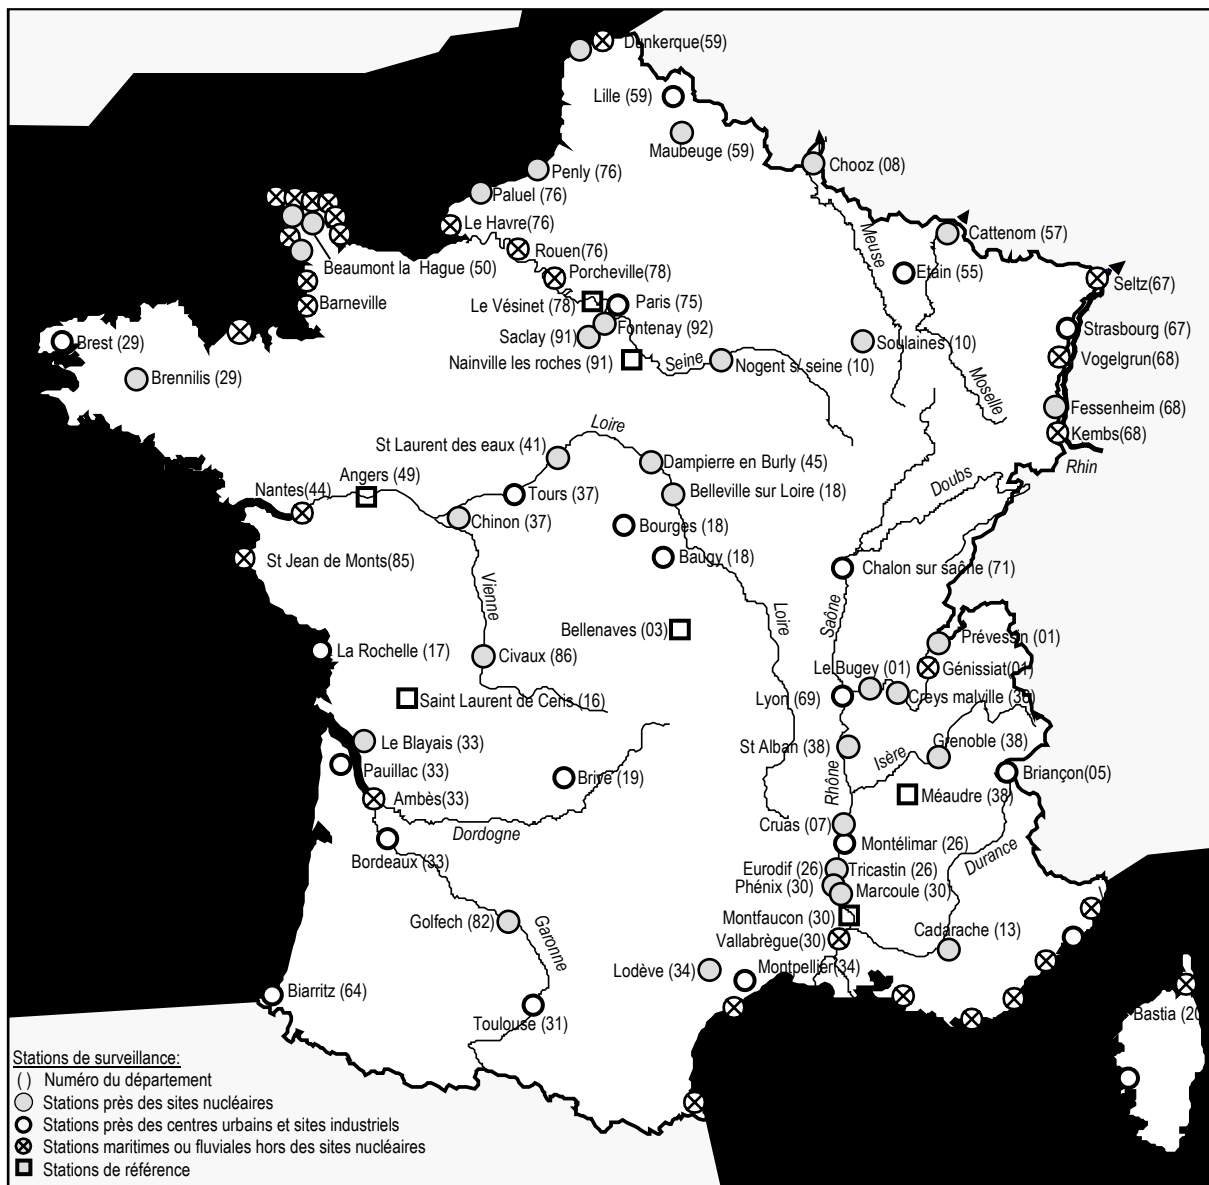 Dunkerque(59)
Lille (59)
Maubeuge (59)
Chooz (08)
Penly (76)
Paluel (76)
Le Havre(76)
Rouen(76)
Meuse
Cattenom (57)
Beaumont la Hague (50)
Porcheville(78)
Etain (55)
Seltz(67)
Barneville
Le Vésinet (78)
Paris (75)
Fontenay (92)
Strasbourg (67)
Brest (29)
Saclay (91)
Soulaines (10)
Nainville les roches (91)
Seine
Nogent s/ seine (10)
Vogelgrun(68)
Brennilis (29)
Moselle
Fessenheim (68)
Loire
Kembs(68)
St Laurent des eaux (41)
Dampierre en Burly (45)
Rhin
Angers (49)
Doubs
Nantes(44)
Tours (37)
Belleville sur Loire (18)
Chinon (37)
Bourges (18)
St Jean de Monts(85)
Baugy (18)
Chalon sur saône (71)
Vienne
Loire
Saône
Bellenaves (03)
Prévessin (01)
La Rochelle (17)
Civaux (86)
Le Bugey (01)
Génissiat(01)
Saint Laurent de Ceris (16)
Lyon (69)
Creys malville (38)
Le Blayais (33)
St Alban (38)
Isère
Grenoble (38)
Pauillac (33)
Brive (19)
Rhône
Briançon(05)
Ambès(33)
Méaudre (38)
Dordogne
Cruas (07)
Bordeaux (33)
Montélimar (26)
Durance
Eurodif (26)
Tricastin (26)
Phénix (30)
Marcoule (30)
Golfech (82)
Garonne
Montfaucon (30)
Cadarache (13)
Vallabrègue(30)
Lodève (34)
Montpellier(34)
Biarritz (64)
Toulouse (31)
Bastia (20
Stations de surveillance:
( ) Numéro du département
Stations près des sites nucléaires
Stations près des centres urbains et sites industriels
Stations maritimes ou fluviales hors des sites nucléaires
Stations de référence